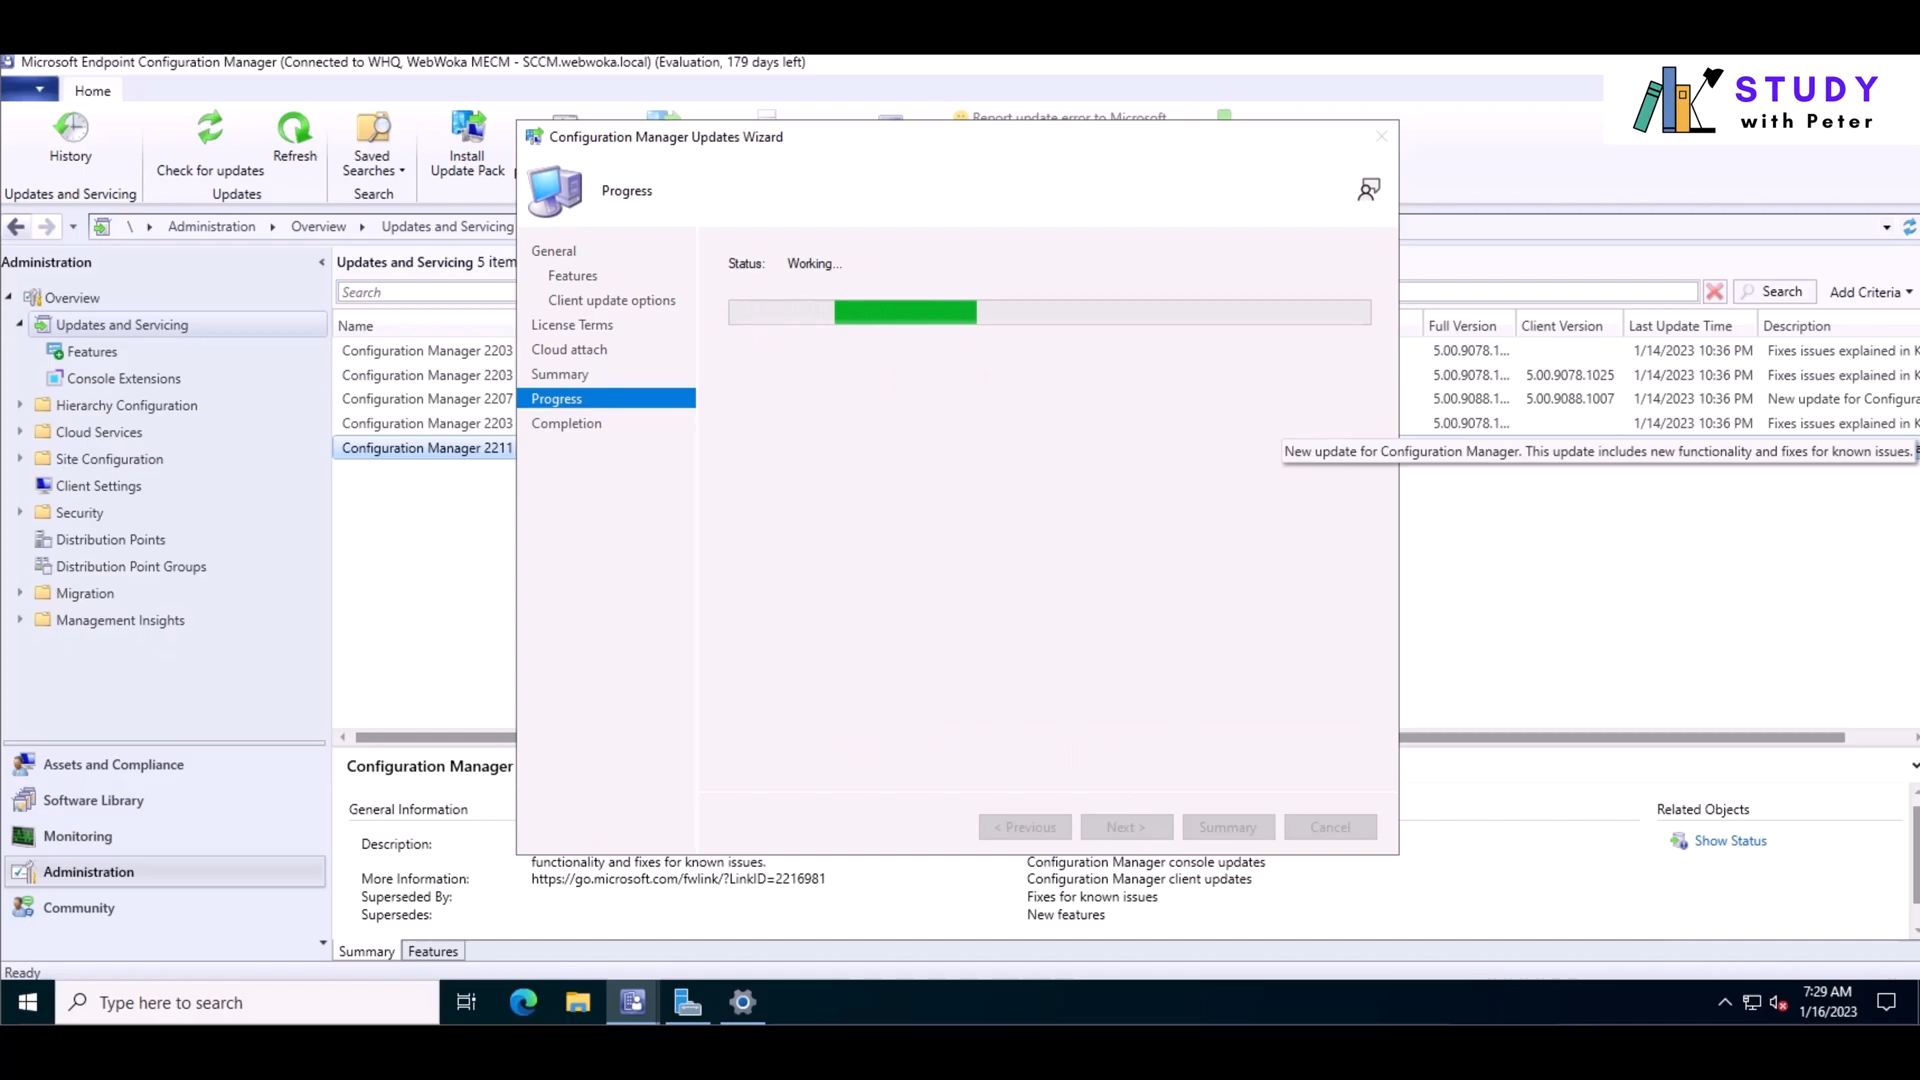 Microsoft Endpoint Configuration Manager (Connected to WHQ, WebWoka MECM - SCCM.webwoka.local) (Evaluation, 179 days left)
STUDY
with Peter
Home
History
Check for updates
Refresh
Saved
Searches
Install
Update Pack
Report update error to Microsoft
Updates and Servicing
Updates
Search
\ Administration Overview Updates and Servicing
Administration
Overview
Updates and Servicing
Features
Console Extensions
Hierarchy Configuration
Cloud Services
Site Configuration
Client Settings
Security
Distribution Points
Distribution Point Groups
Migration
Management Insights
Assets and Compliance
Software Library
Monitoring
Administration
Community
Ready
Updates and Servicing 5 item
Search
Search
Add Criteria
Name
Full Version Client Version Last Update Time Description
Configuration Manager 2203
5.00.9078.1... 1/14/2023 10:36 PM Fixes issues explained in K
Configuration Manager 2203
5.00.9078.1... 5.00.9078.1025 1/14/2023 10:36 PM Fixes issues explained in K
Configuration Manager 2207
5.00.9088.1... 5.00.9088.1007 1/14/2023 10:36 PM New update for Configura
Configuration Manager 2203
5.00.9078.1... 1/14/2023 10:36 PM Fixes issues explained in K
Configuration Manager 2211
New update for Configuration Manager. This update includes new functionality and fixes for known issues.
Configuration Manager Updates Wizard
Progress
General
Features
Client update options
License Terms
Cloud attach
Summary
Progress
Completion
Status: Working...
< Previous
Next >
Summary
Cancel
Configuration Manager
General Information
Description:
functionality and fixes for known issues.
More Information: https://go.microsoft.com/fwlink/?LinkID=2216981
Superseded By:
Supersedes:
Configuration Manager console updates
Configuration Manager client updates
Fixes for known issues
New features
Related Objects
Show Status
Summary
Features
Type here to search
7:29 AM
1/16/2023